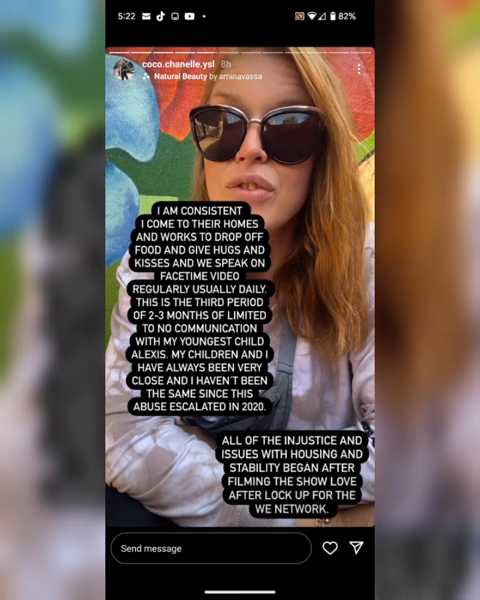 5:22
82%
coco.chanelle.ysl 8h
Natural Beauty by aminavassa
I AM CONSISTENT
I COME TO THEIR HOMES
AND WORKS TO DROP OFF
FOOD AND GIVE HUGS AND
KISSES AND WE SPEAK ON
FACETIME VIDEO
REGULARLY USUALLY DAILY.
THIS IS THE THIRD PERIOD
OF 2-3 MONTHS OF LIMITED
TO NO COMMUNICATION
WITH MY YOUNGEST CHILD
ALEXIS. MY CHILDREN AND I
HAVE ALWAYS BEEN VERY
CLOSE AND I HAVEN'T BEEN
THE SAME SINCE THIS
ABUSE ESCALATED IN 2020.
ALL OF THE INJUSTICE AND
ISSUES WITH HOUSING AND
STABILITY BEGAN AFTER
FILMING THE SHOW LOVE
AFTER LOCK UP FOR THE
WE NETWORK.
Send message